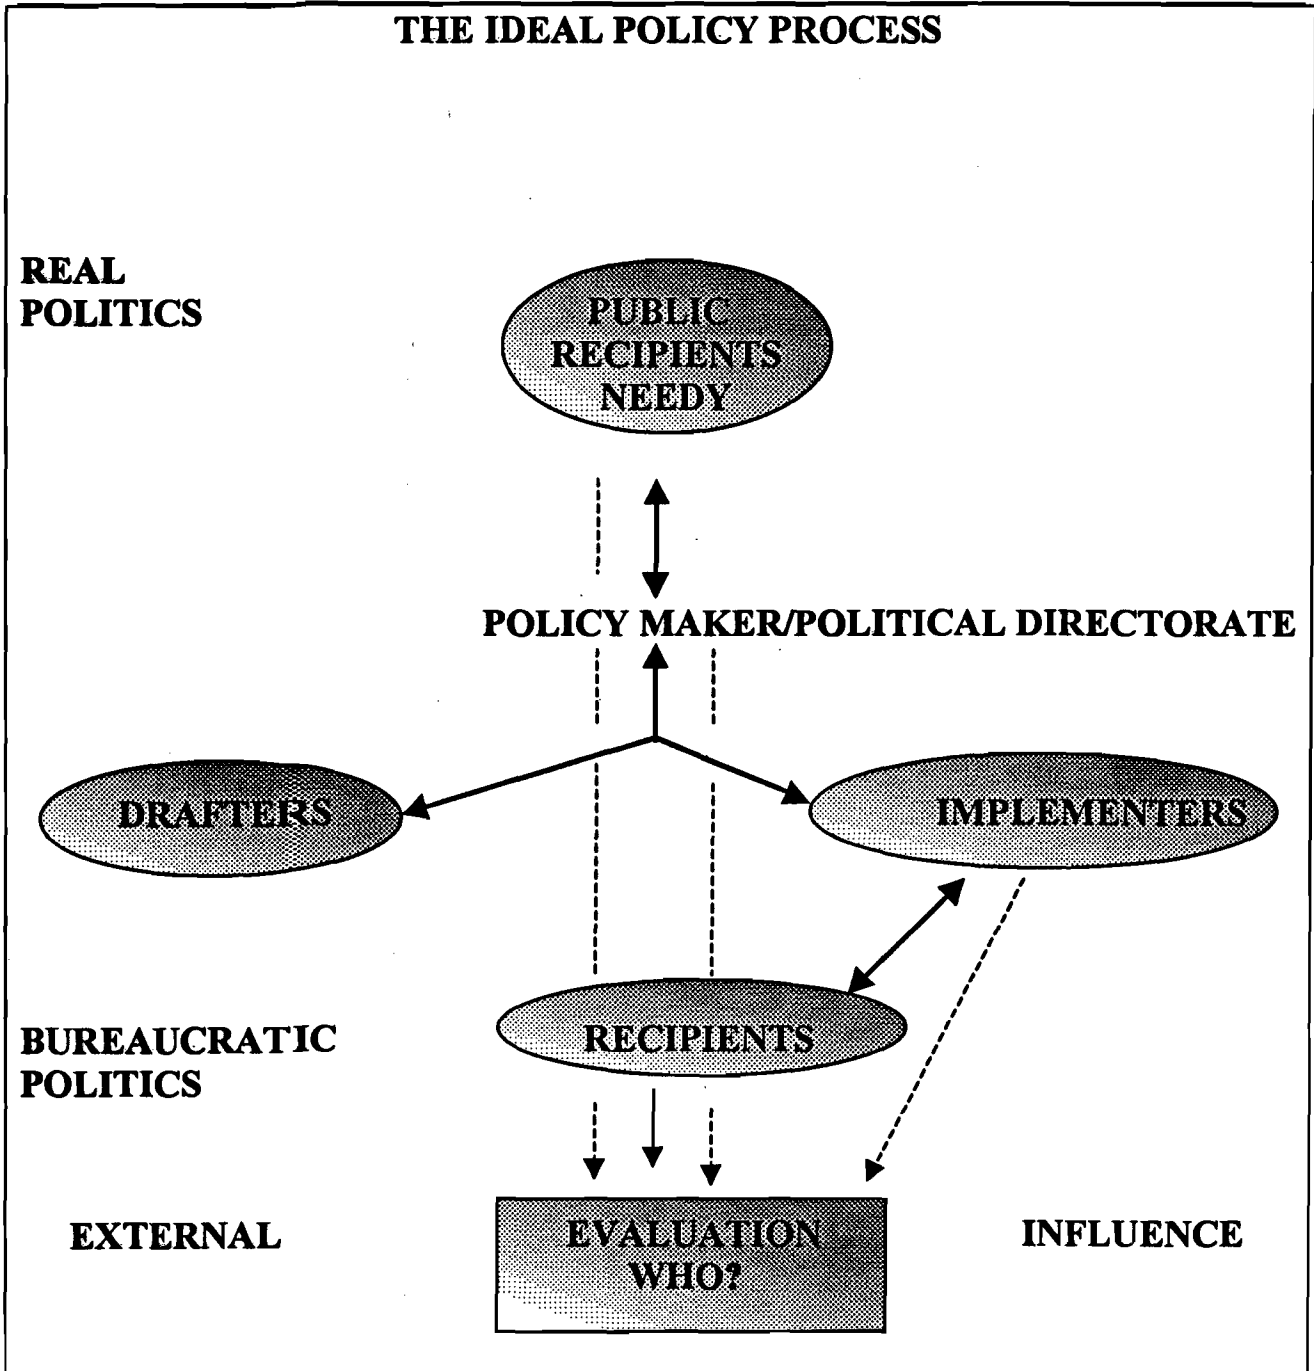 THE IDEAL POLICY PROCESS
REAL
POLITICS
PUBLIC
RECIPIENTS
NEEDY
POLICY MAKER/POLITICAL DIRECTORATE
DRAFTERS
IMPLEMENTERS
RECIPIENTS
BUREAUCRATIC
POLITICS
EXTERNAL
EVALUATION
WHO?
INFLUENCE